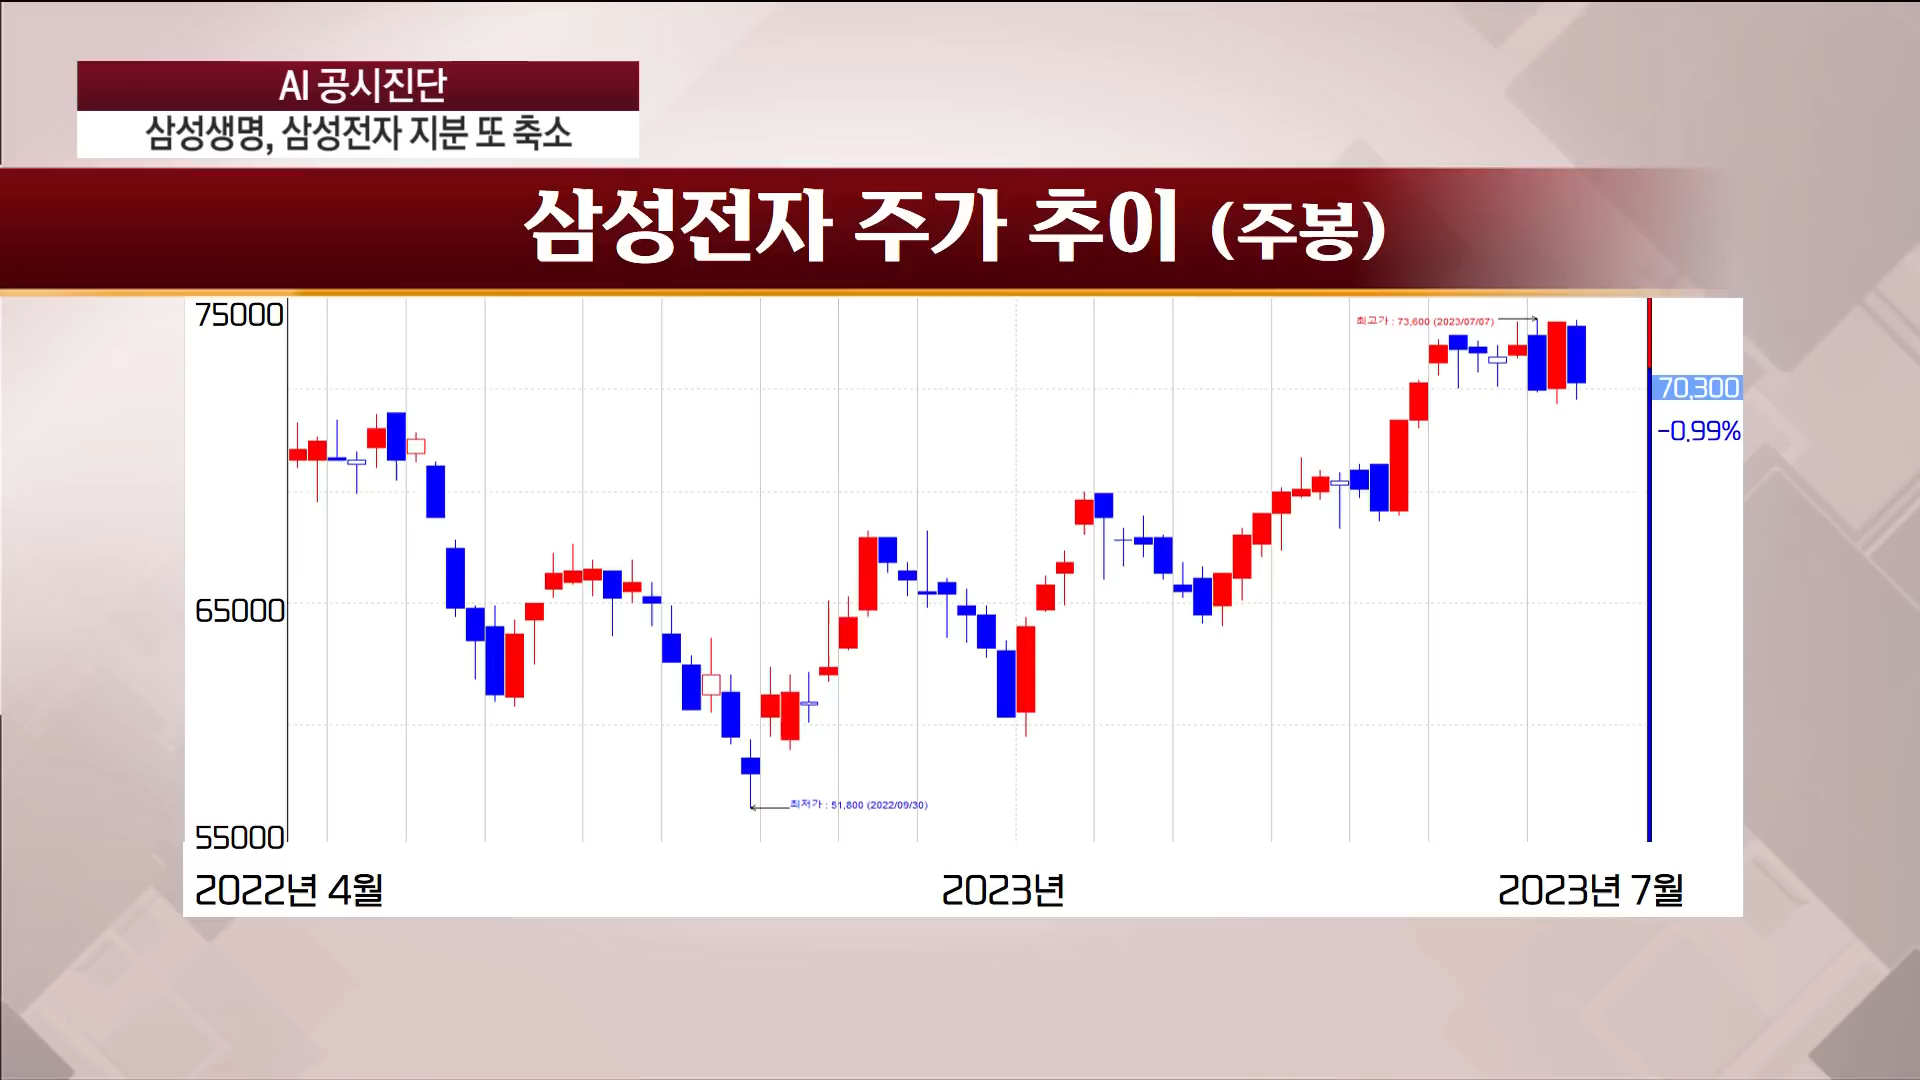 AI 공시진단
삼성생명, 삼성전자 지분 또 축소
삼성전자 주가 추이 (주봉)
75000
최고가 : 73,600 (2023/07/07)
70,300
-0.99%
65000
최저가 : 51,800 (2022/09/30)
55000
2022년 4월
2023년
2023년 7월